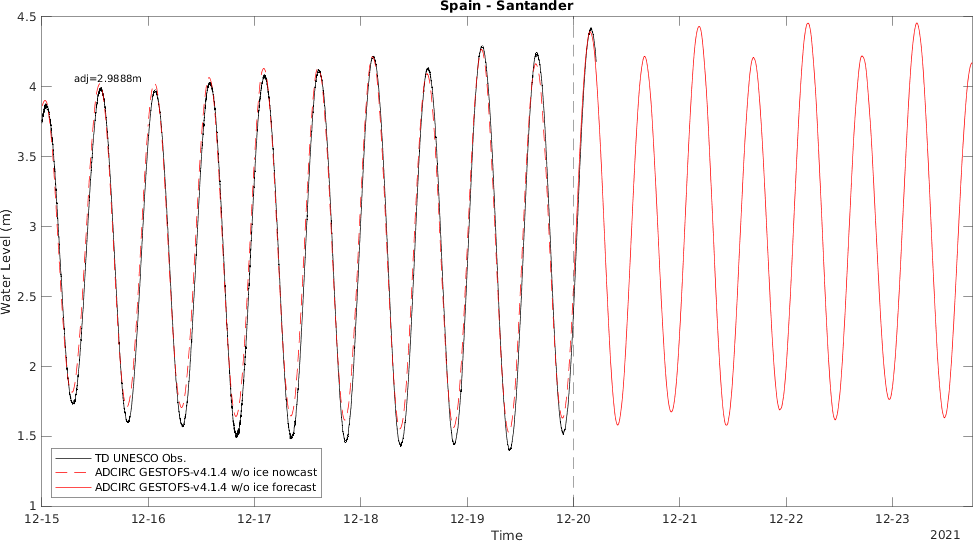 Spain - Santander
4.5
adj=2.9888m
4
3.5
3
Water Level (m)
2.5
2
1.5
TD UNESCO Obs.
ADCIRC GESTOFS-v4.1.4 w/o ice nowcast
ADCIRC GESTOFS-v4.1.4 w/o ice forecast
1
12-15 12-16 12-17 12-18 12-19 12-20 12-21 12-22 12-23
Time
2021